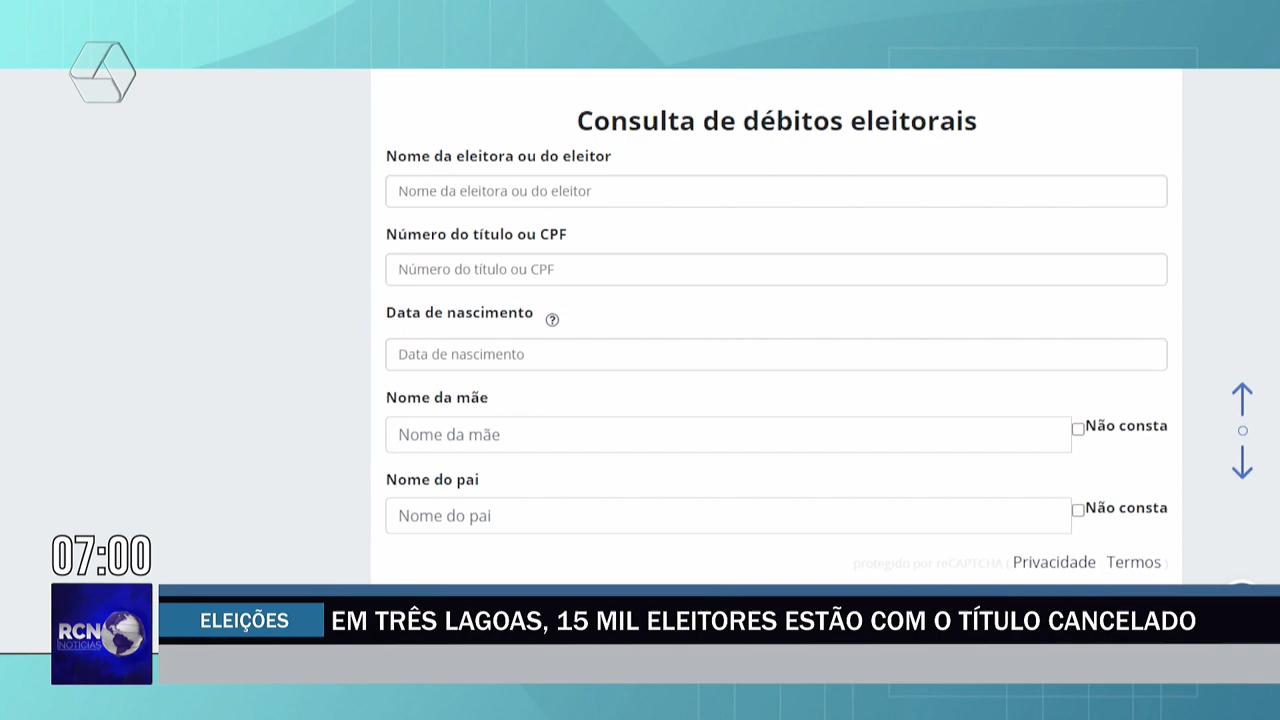 Consulta de débitos eleitorais
Nome da eleitora ou do eleitor
Nome da eleitora ou do eleitor
Número do título ou CPF
Número do título ou CPF
Data de nascimento ?
Data de nascimento
Nome da mãe
Nome da mãe
Não consta
Nome do pai
Nome do pai
Não consta
protegido por reCAPTCHA ( Privacidade Termos )
07:00
RCN
NOTÍCIAS
ELEIÇÕES
EM TRÊS LAGOAS, 15 MIL ELEITORES ESTÃO COM O TÍTULO CANCELADO